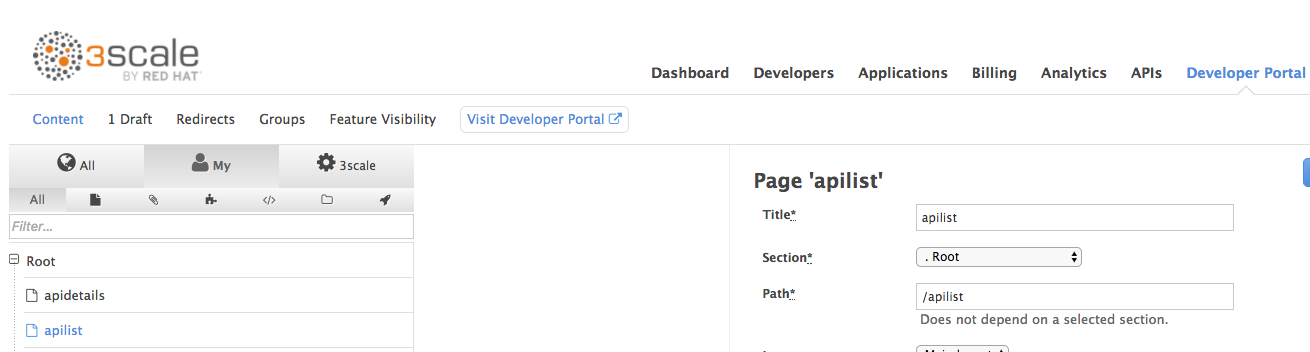 3scale
BY RED HAT
Dashboard Developers Applications Billing Analytics APIs Developer Portal
Content 1 Draft Redirects Groups Feature Visibility Visit Developer Portal
All My 3scale
All
Filter...
Root
apidetails
apilist
Page 'apilist'
Title* apilist
Section* . Root
Path* /apilist
Does not depend on a selected section.